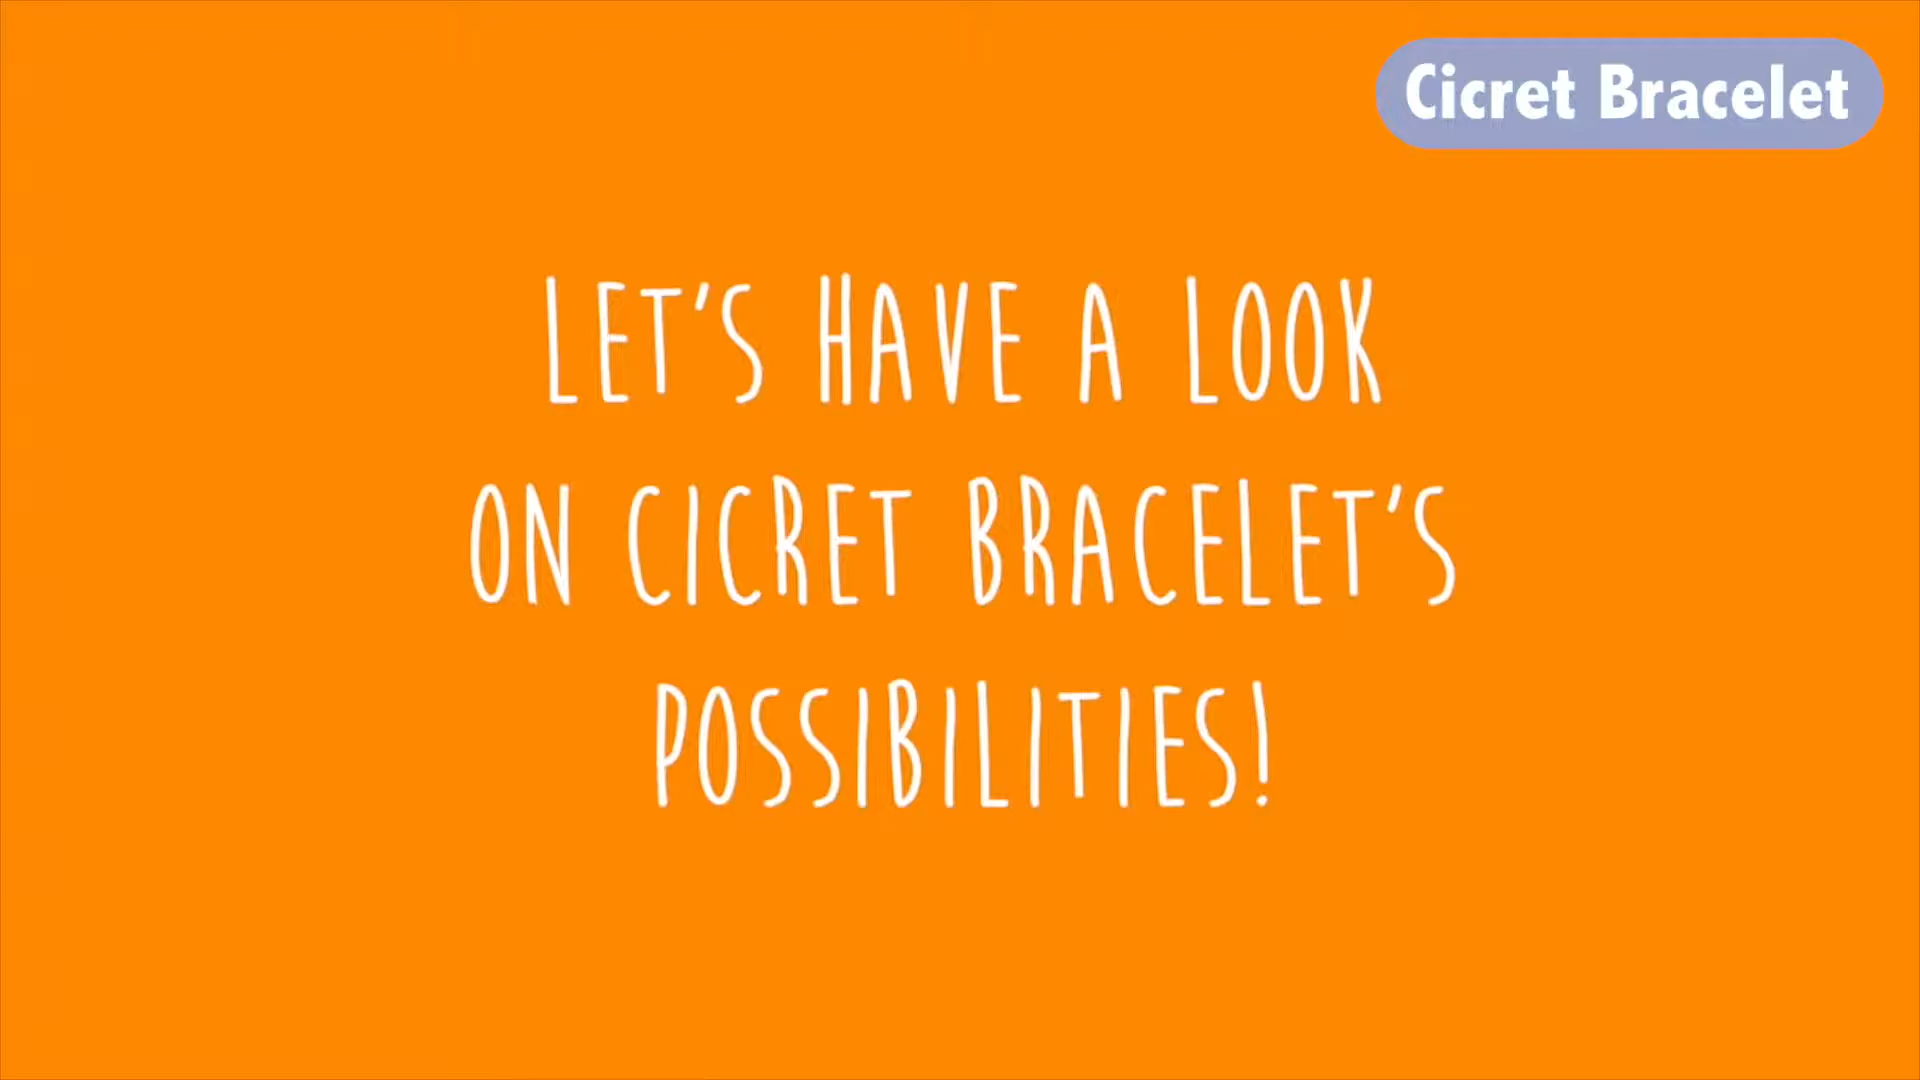 Cicret Bracelet
LET'S HAVE A LOOK
ON CICRET BRACELET'S
POSSIBILITIES!